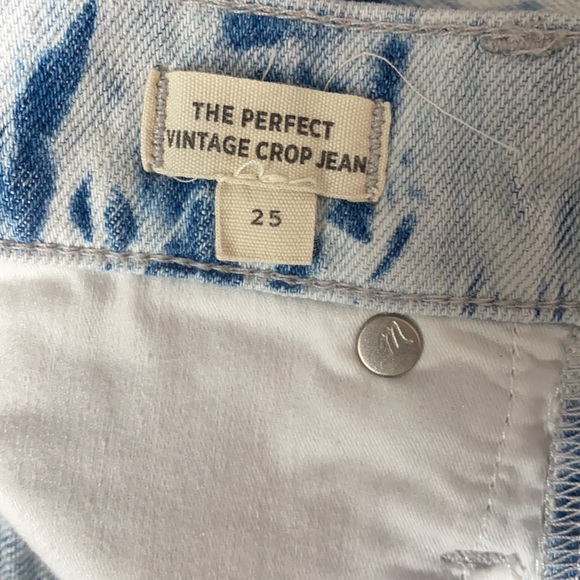 THE PERFECT
VINTAGE CROP JEAN
25
M